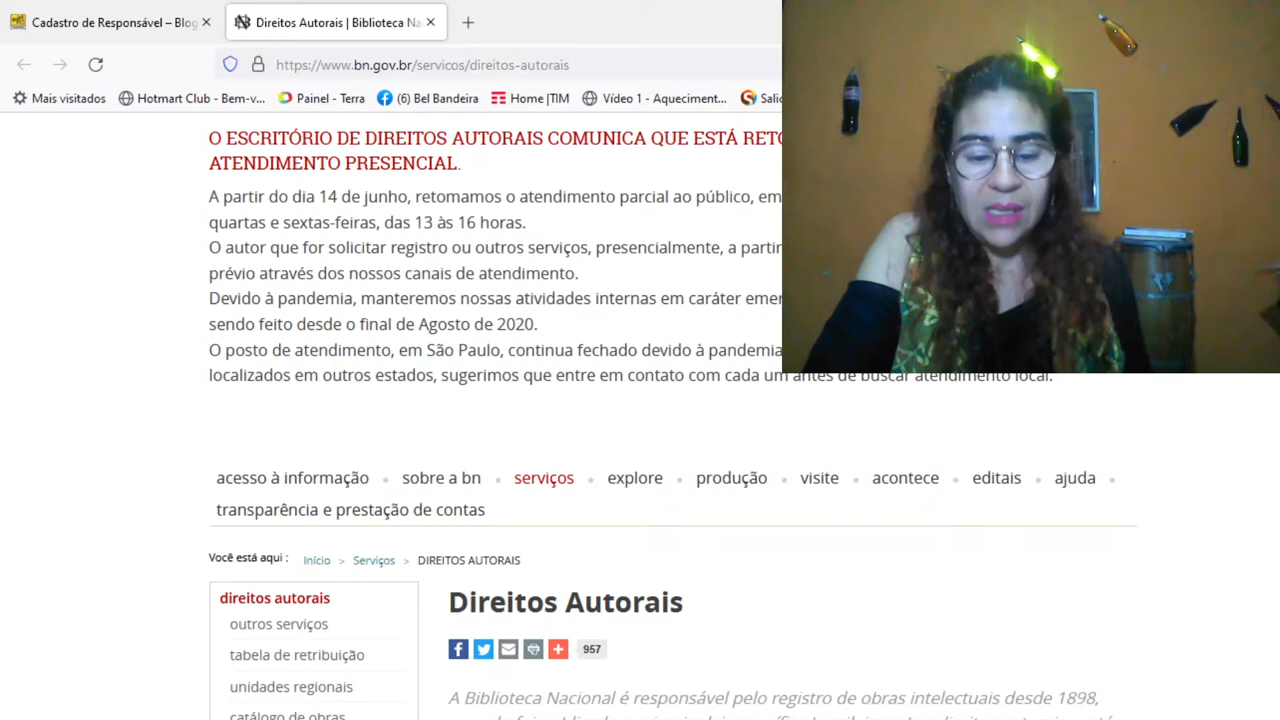 Cadastro de Responsável – Blog
Direitos Autorais | Biblioteca Na
https://www.bn.gov.br/servicos/direitos-autorais
Mais visitados
Hotmart Club - Bem-v...
Painel - Terra
(6) Bel Bandeira
Home |TIM
Vídeo 1 - Aqueciment...
Salic
O ESCRITÓRIO DE DIREITOS AUTORAIS COMUNICA QUE ESTÁ RETO
ATENDIMENTO PRESENCIAL.
A partir do dia 14 de junho, retomamos o atendimento parcial ao público, em
quartas e sextas-feiras, das 13 às 16 horas.
O autor que for solicitar registro ou outros serviços, presencialmente, a partir
prévio através dos nossos canais de atendimento.
Devido à pandemia, manteremos nossas atividades internas em caráter emer
sendo feito desde o final de Agosto de 2020.
O posto de atendimento, em São Paulo, continua fechado devido à pandemia
localizados em outros estados, sugerimos que entre em contato com cada um antes de buscar atendimento local.
acesso à informação sobre a bn serviços explore produção visite acontece editais ajuda
transparência e prestação de contas
Você está aqui : Início > Serviços > DIREITOS AUTORAIS
direitos autorais
outros serviços
tabela de retribuição
unidades regionais
catálogo de obras
Direitos Autorais
957
A Biblioteca Nacional é responsável pelo registro de obras intelectuais desde 1898,